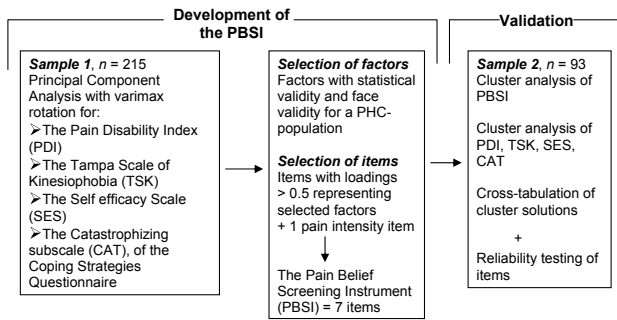 Development of
the PBSI
Validation
Sample 1, n = 215
Principal Component
Analysis with varimax
rotation for:
➢The Pain Disability Index
(PDI)
➢The Tampa Scale of
Kinesiophobia (TSK)
➢The Self efficacy Scale
(SES)
➢The Catastrophizing
subscale (CAT), of the
Coping Strategies
Questionnaire
Selection of factors
Factors with statistical
validity and face
validity for a PHC-
population
Selection of items
Items with loadings
> 0.5 representing
selected factors
+ 1 pain intensity item
The Pain Belief
Screening Instrument
(PBSI) = 7 items
Sample 2, n = 93
Cluster analysis of
PBSI
Cluster analysis of
PDI, TSK, SES,
CAT
Cross-tabulation of
cluster solutions
+
Reliability testing of
items